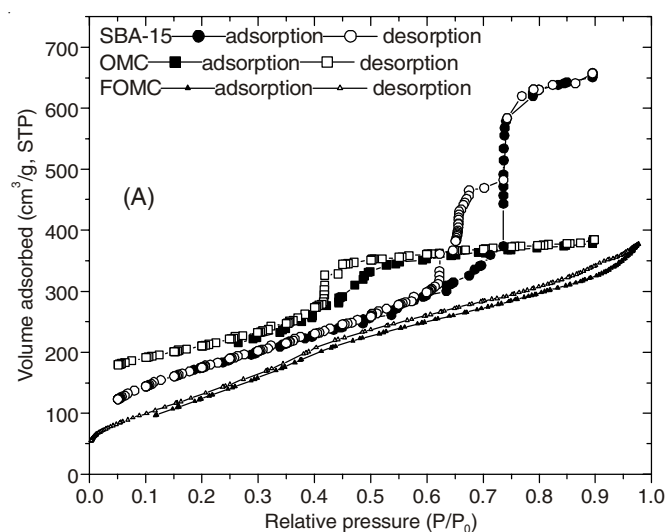 700
600
500
400
300
200
100
0
Volume adsorbed (cm³/g, STP)
SBA-15 adsorption desorption
OMC adsorption desorption
FOMC adsorption desorption
(A)
0.0 0.1 0.2 0.3 0.4 0.5 0.6 0.7 0.8 0.9 1.0
Relative pressure (P/P₀)